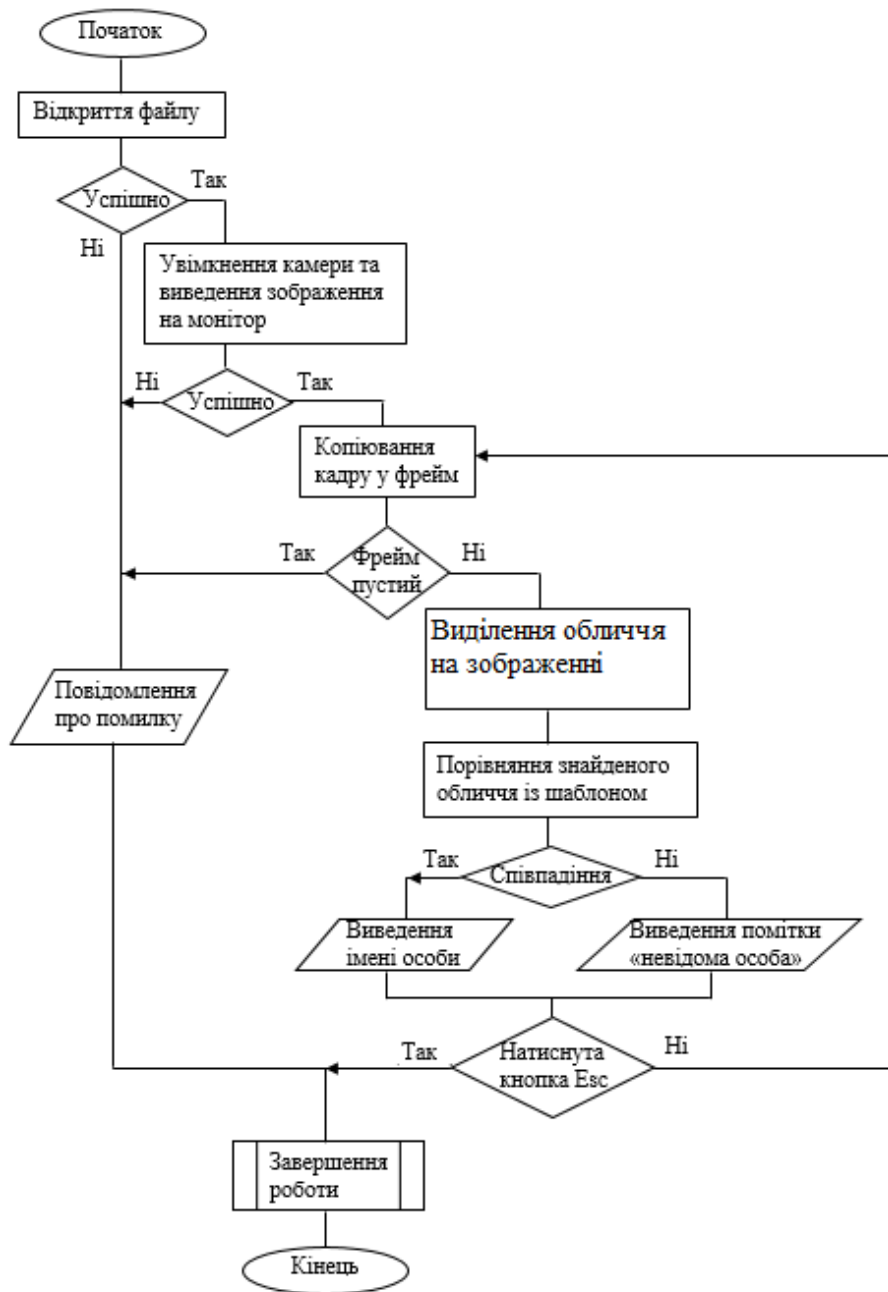 Початок
Відкриття файлу
Успішно
Так
Ні
Увімкнення камери та
виведення зображення
на монітор
Ні
Успішно
Так
Копіювання
кадру у фрейм
Так
Фрейм
пустий
Ні
Виділення обличчя
на зображенні
Повідомлення
про помилку
Порівняння знайденого
обличчя із шаблоном
Так
Співпадіння
Ні
Виведення
імені особи
Виведення помітки
«невідома особа»
Так
Натиснута
кнопка Esc
Ні
Завершення
роботи
Кінець